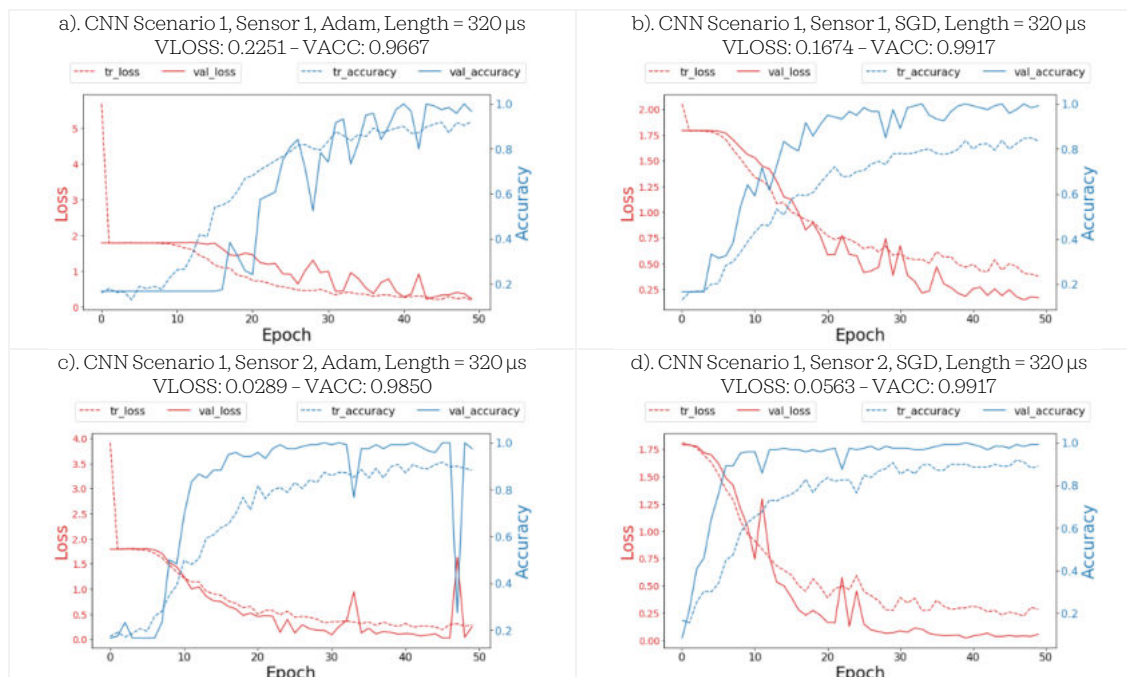 a). CNN Scenario 1, Sensor 1, Adam, Length = 320 µs
VLOSS: 0.2251 – VACC: 0.9667
tr_loss val_loss tr_accuracy val_accuracy
5
4
3
2
1
0
Loss
1.0
0.8
0.6
0.4
0.2
Accuracy
0 10 20 30 40 50
Epoch
b). CNN Scenario 1, Sensor 1, SGD, Length = 320 µs
VLOSS: 0.1674 – VACC: 0.9917
tr_loss val_loss tr_accuracy val_accuracy
2.00
1.75
1.50
1.25
1.00
0.75
0.50
0.25
Loss
1.0
0.8
0.6
0.4
0.2
Accuracy
0 10 20 30 40 50
Epoch
c). CNN Scenario 1, Sensor 2, Adam, Length = 320 µs
VLOSS: 0.0289 – VACC: 0.9850
tr_loss val_loss tr_accuracy val_accuracy
4.0
3.5
3.0
2.5
2.0
1.5
1.0
0.5
0.0
Loss
1.0
0.8
0.6
0.4
0.2
Accuracy
0 10 20 30 40 50
Epoch
d). CNN Scenario 1, Sensor 2, SGD, Length = 320 µs
VLOSS: 0.0563 – VACC: 0.9917
tr_loss val_loss tr_accuracy val_accuracy
1.75
1.50
1.25
1.00
0.75
0.50
0.25
0.00
Loss
1.0
0.8
0.6
0.4
0.2
Accuracy
0 10 20 30 40 50
Epoch